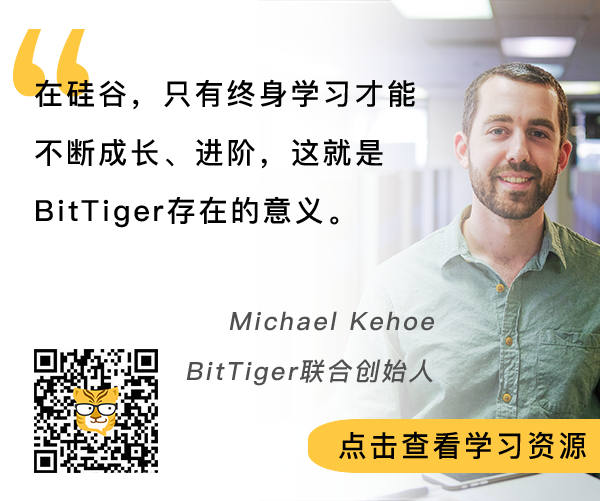 在硅谷，只有终身学习才能
不断成长、进阶，这就是
BitTiger存在的意义。
Michael Kehoe
BitTiger联合创始人
点击查看学习资源